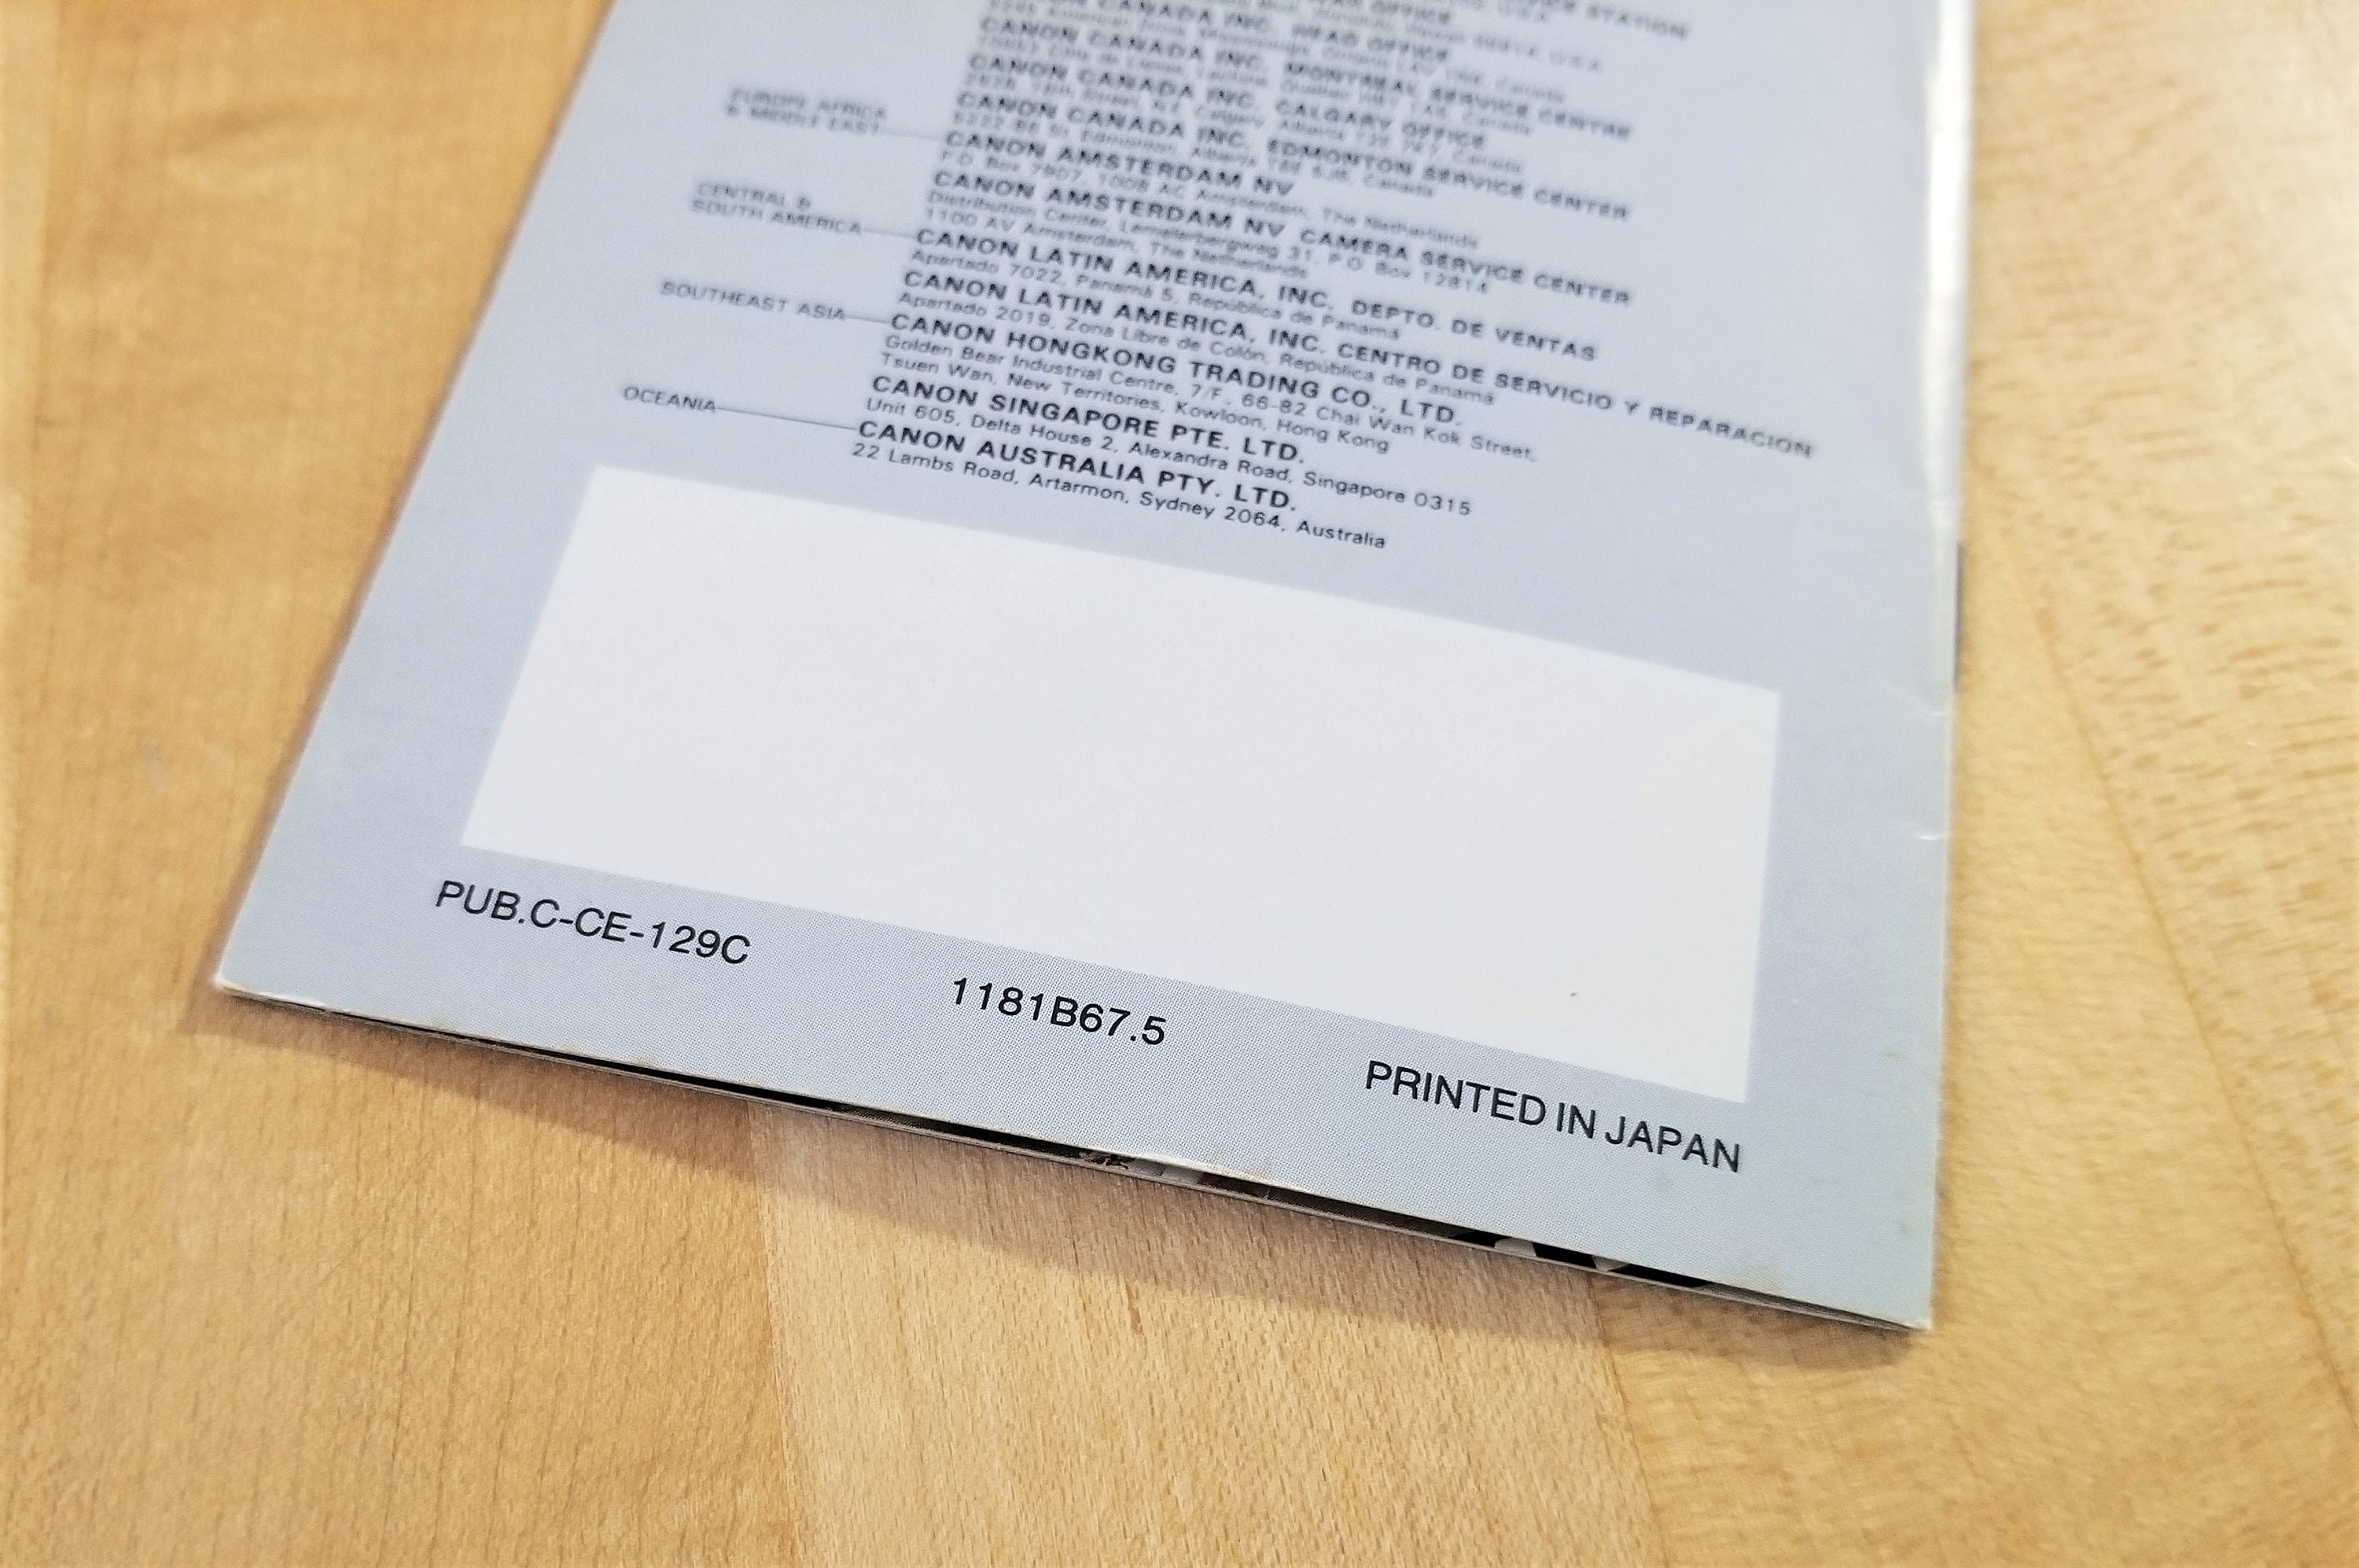 CANON CANADA INC. HEAD OFFICE
CANON CANADA INC. MONTREAL SERVICE CENTRE
CANON CANADA INC. CALGARY OFFICE
CANON CANADA INC. EDMONTON SERVICE CENTER
EUROPE AFRICA
& MIDDLE EAST
CANON AMSTERDAM NV
P.O. Box 7907, 1008 AC Amsterdam, The Netherlands
CANON AMSTERDAM NV CAMERA SERVICE CENTER
Distribution Center, Lemelerbergweg 31, P.O. Box 12814
1100 AV Amsterdam, The Netherlands
CENTRAL &
SOUTH AMERICA
CANON LATIN AMERICA, INC. DEPTO. DE VENTAS
Apartado 7022, Panamá 5, República de Panamá
CANON LATIN AMERICA, INC. CENTRO DE SERVICIO Y REPARACION
Apartado 2019, Zona Libre de Colón, República de Panamá
SOUTHEAST ASIA
CANON HONGKONG TRADING CO., LTD.
Golden Bear Industrial Centre, 7/F., 66-82 Chai Wan Kok Street,
Tsuen Wan, New Territories, Kowloon, Hong Kong
CANON SINGAPORE PTE. LTD.
Unit 605, Delta House 2, Alexandra Road, Singapore 0315
OCEANIA
CANON AUSTRALIA PTY. LTD.
22 Lambs Road, Artarmon, Sydney 2064, Australia
PUB.C-CE-129C
1181B67.5
PRINTED IN JAPAN